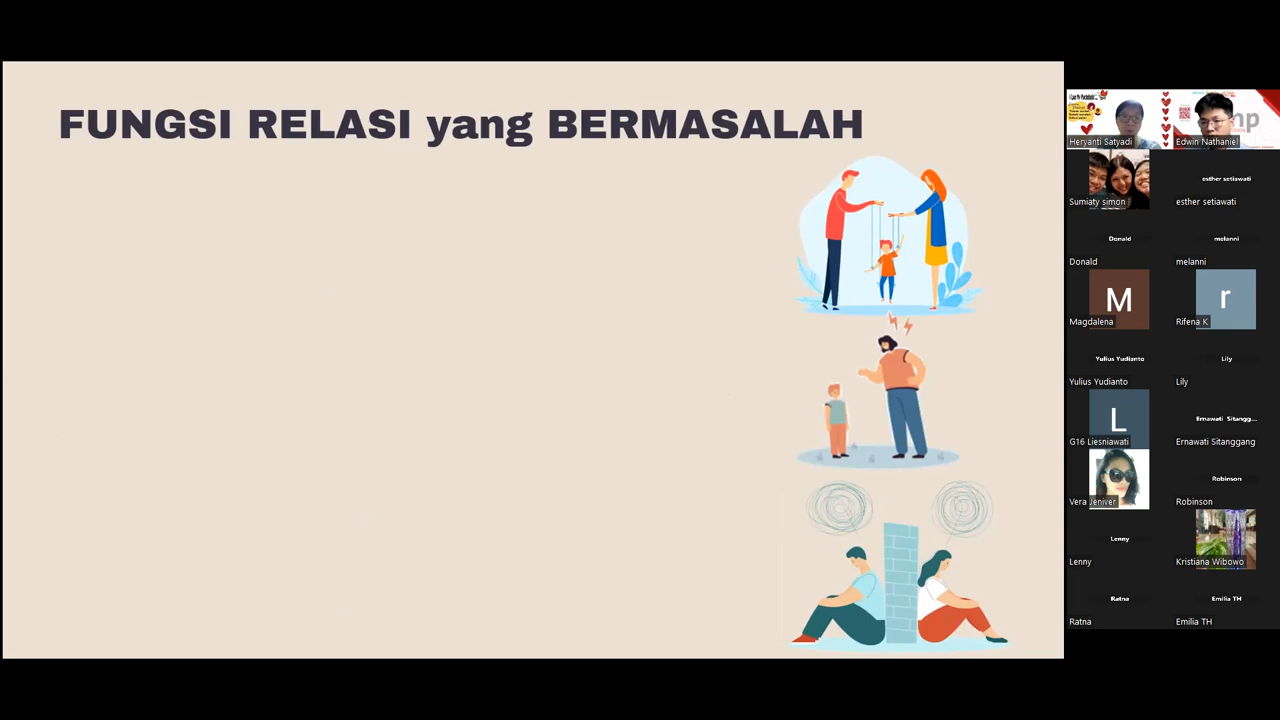 FUNGSI RELASI yang BERMASALAH
Heryanti Satyadi
Edwin Nathaniel
Sumiaty simon
esther setiawati
esther setiawati
Donald
Donald
melanni
melanni
M
Magdalena
r
Rifena K
Yulius Yudianto
Yulius Yudianto
Lily
Lily
L
G16 Liesniawati
Ernawati Sitangg...
Ernawati Sitanggang
Vera Jeniver
Robinson
Robinson
Lenny
Lenny
Kristiana Wibowo
Ratna
Ratna
Emilia TH
Emilia TH